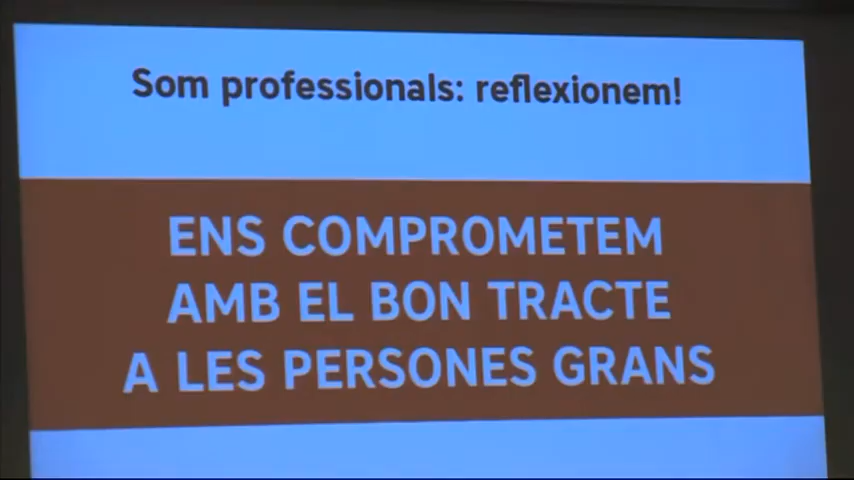 Som professionals: reflexionem!
ENS COMPROMETEM
AMB EL BON TRACTE
A LES PERSONES GRANS